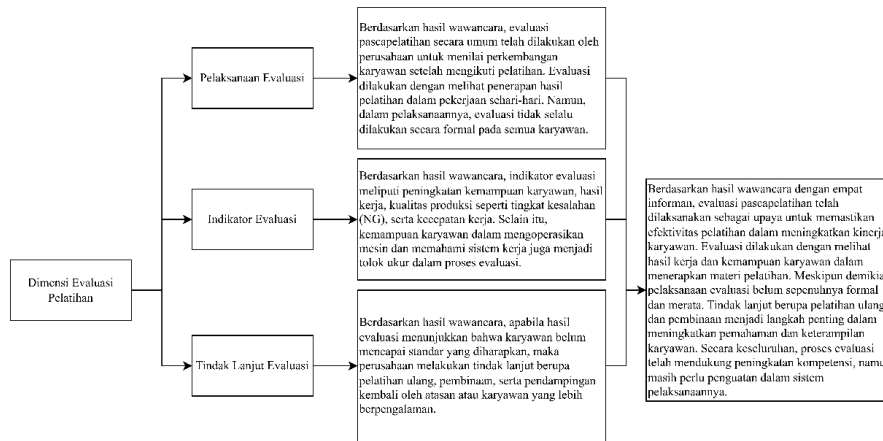 Dimensi Evaluasi
Pelatihan
Pelaksanaan Evaluasi
Berdasarkan hasil wawancara, evaluasi
pascapelatihan secara umum telah dilakukan oleh
perusahaan untuk menilai perkembangan
karyawan setelah mengikuti pelatihan. Evaluasi
dilakukan dengan melihat penerapan hasil
pelatihan dalam pekerjaan sehari-hari. Namun,
dalam pelaksanaannya, evaluasi tidak selalu
dilakukan secara formal pada semua karyawan.
Indikator Evaluasi
Berdasarkan hasil wawancara, indikator evaluasi
meliputi peningkatan kemampuan karyawan, hasil
kerja, kualitas produksi seperti tingkat kesalahan
(NG), serta kecepatan kerja. Selain itu,
kemampuan karyawan dalam mengoperasikan
mesin dan memahami sistem kerja juga menjadi
tolok ukur dalam proses evaluasi.
Tindak Lanjut Evaluasi
Berdasarkan hasil wawancara, apabila hasil
evaluasi menunjukkan bahwa karyawan belum
mencapai standar yang diharapkan, maka
perusahaan melakukan tindak lanjut berupa
pelatihan ulang, pembinaan, serta pendampingan
kembali oleh atasan atau karyawan yang lebih
berpengalaman.
Berdasarkan hasil wawancara dengan empat
informan, evaluasi pascapelatihan telah
dilaksanakan sebagai upaya untuk memastikan
efektivitas pelatihan dalam meningkatkan kinerja
karyawan. Evaluasi dilakukan dengan melihat
hasil kerja dan kemampuan karyawan dalam
menerapkan materi pelatihan. Meskipun demikia
pelaksanaan evaluasi belum sepenuhnya formal
dan merata. Tindak lanjut berupa pelatihan ulang
dan pembinaan menjadi langkah penting dalam
meningkatkan pemahaman dan keterampilan
karyawan. Secara keseluruhan, proses evaluasi
telah mendukung peningkatan kompetensi, namu
masih perlu penguatan dalam sistem
pelaksanaannya.